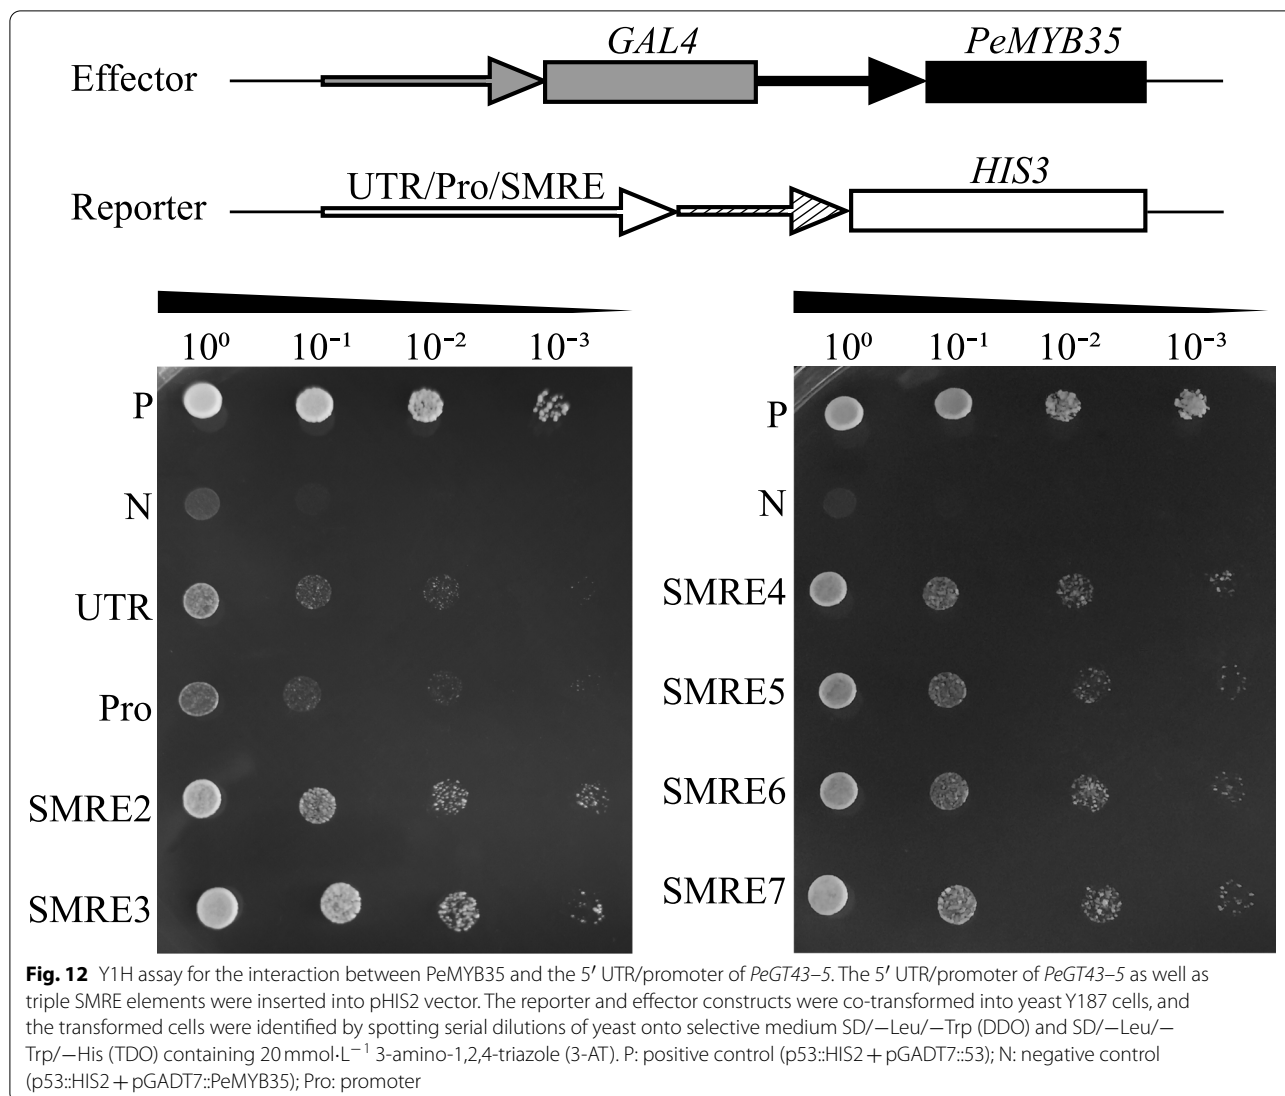 GAL4 PeMYB35
Effector
UTR/Pro/SMRE HIS3
Reporter
10⁰ 10⁻¹ 10⁻² 10⁻³
P
N
UTR
Pro
SMRE2
SMRE3
10⁰ 10⁻¹ 10⁻² 10⁻³
P
N
SMRE4
SMRE5
SMRE6
SMRE7
Fig. 12 Y1H assay for the interaction between PeMYB35 and the 5′ UTR/promoter of PeGT43–5. The 5′ UTR/promoter of PeGT43–5 as well as
triple SMRE elements were inserted into pHIS2 vector. The reporter and effector constructs were co-transformed into yeast Y187 cells, and
the transformed cells were identified by spotting serial dilutions of yeast onto selective medium SD/−Leu/−Trp (DDO) and SD/−Leu/−
Trp/−His (TDO) containing 20 mmol·L⁻¹ 3-amino-1,2,4-triazole (3-AT). P: positive control (p53::HIS2 + pGADT7::53); N: negative control
(p53::HIS2 + pGADT7::PeMYB35); Pro: promoter